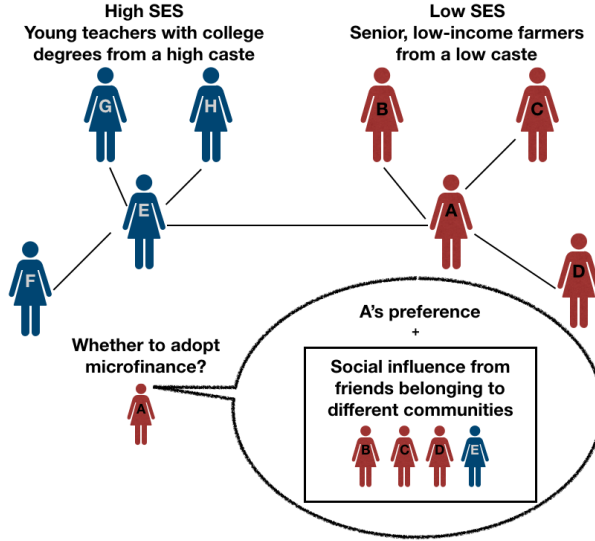 High SES
Young teachers with college
degrees from a high caste
Low SES
Senior, low-income farmers
from a low caste
G
H
B
C
E
A
F
D
Whether to adopt
microfinance?
A
A's preference
+
Social influence from
friends belonging to
different communities
B C D E